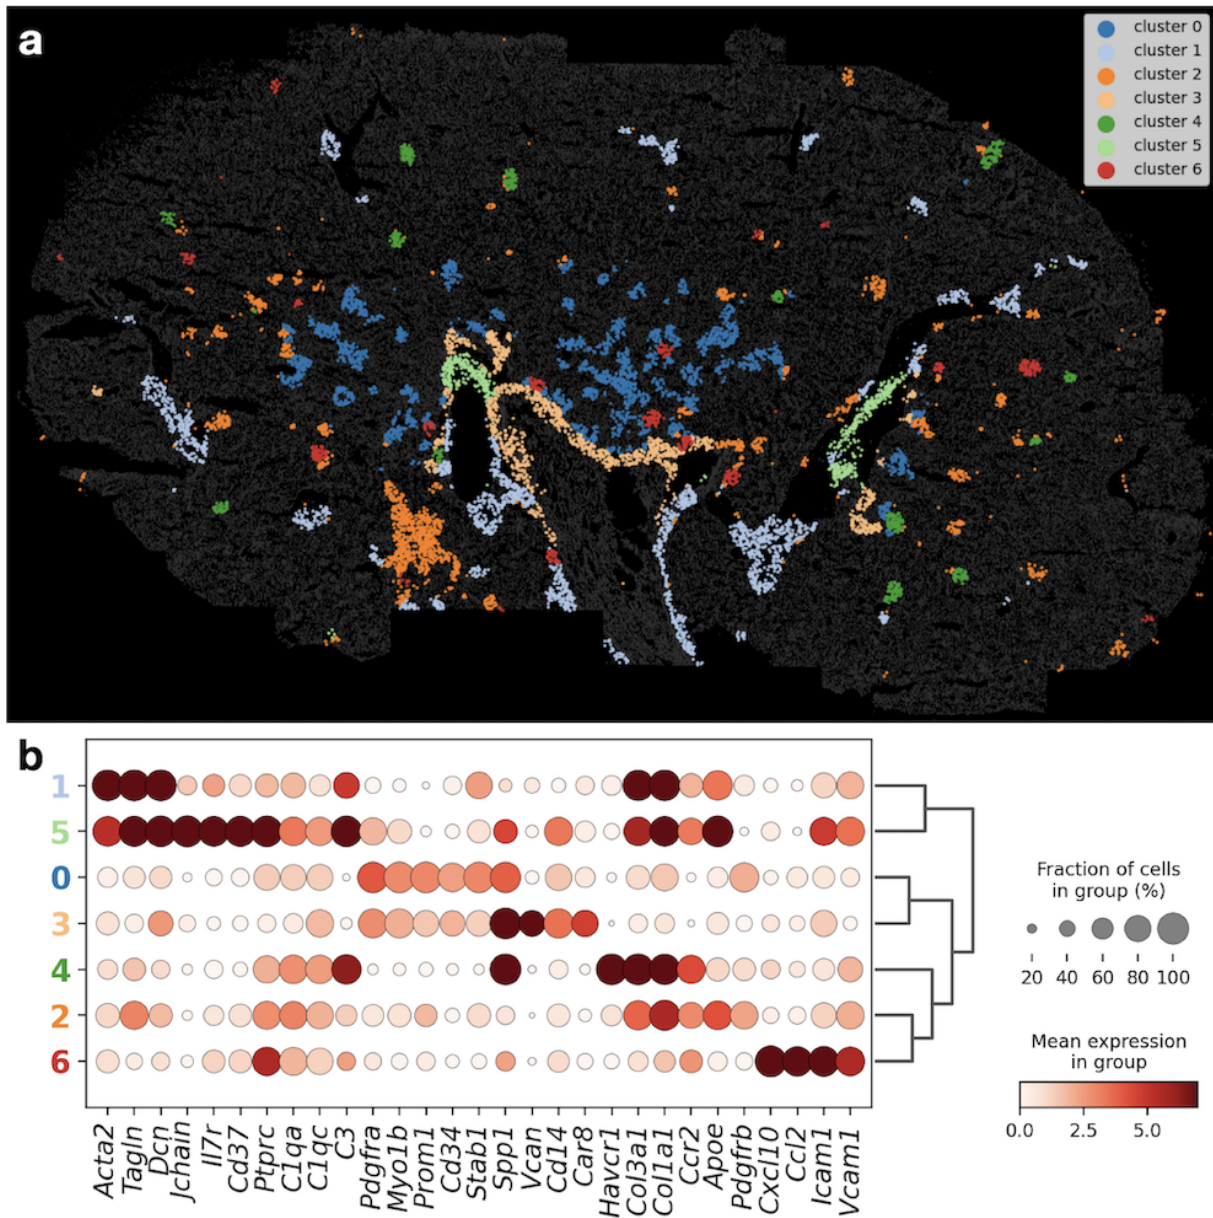 a
cluster 0
cluster 1
cluster 2
cluster 3
cluster 4
cluster 5
cluster 6
b
1
5
0
3
4
2
6
Acta2
Tagln
Dcn
Jchain
Il7r
Cd37
Ptprc
C1qa
C1qc
C3
Pdgfra
Myo1b
Prom1
Cd34
Stab1
Spp1
Vcan
Cd14
Car8
Havcr1
Col3a1
Col1a1
Ccr2
Apoe
Pdgfrb
Cxcl10
Ccl2
Icam1
Vcam1
Fraction of cells
in group (%)
20 40 60 80 100
Mean expression
in group
0.0 2.5 5.0